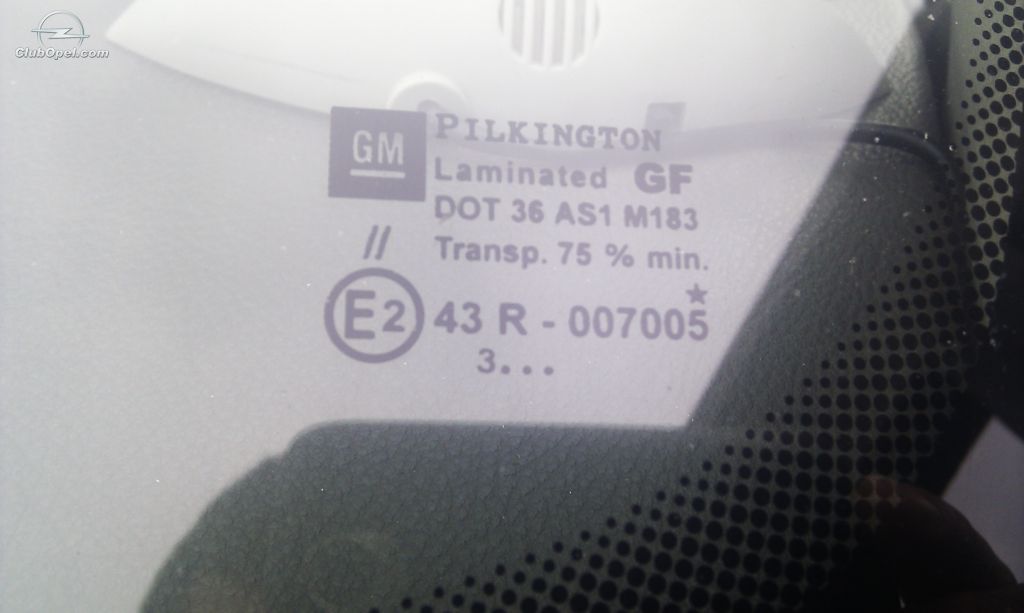 ClubOpel.com
GM PILKINGTON
Laminated GF
DOT 36 AS1 M183
// Transp. 75 % min.
E2 43 R - 007005
3...